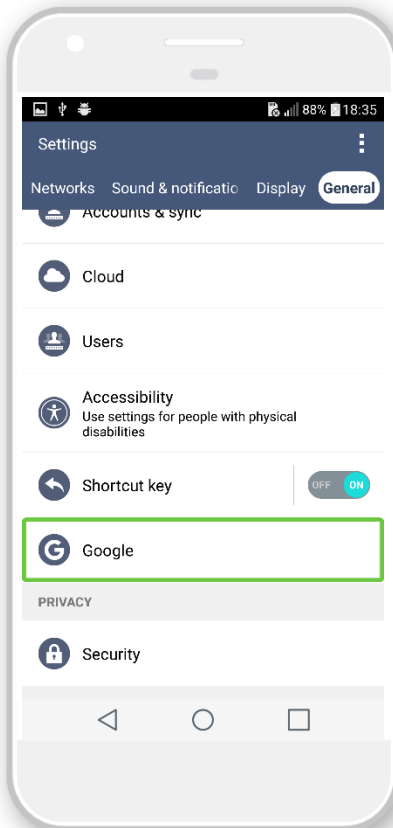 88% 18:35
Settings
Networks Sound & notificatio Display General
Accounts & sync
Cloud
Users
Accessibility
Use settings for people with physical
disabilities
Shortcut key OFF ON
G Google
PRIVACY
Security